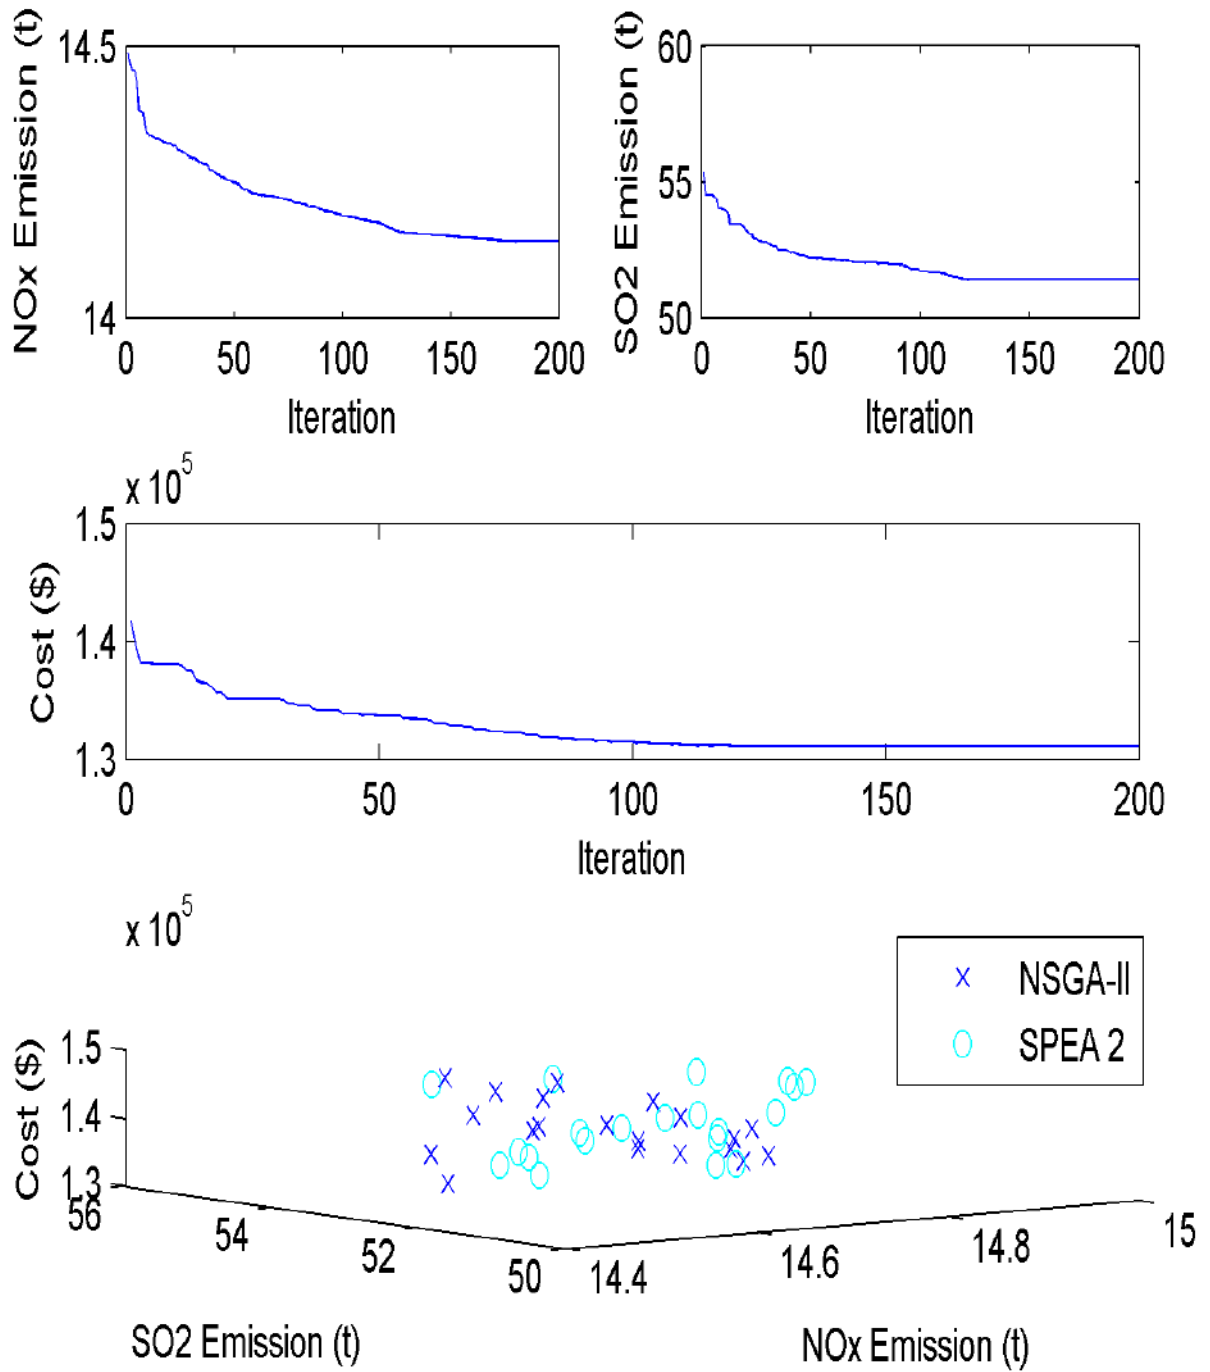 NOx Emission (t)
14.5
14
0 50 100 150 200
Iteration
SO2 Emission (t)
60
55
50
0 50 100 150 200
Iteration
x 10^5
Cost ($)
1.5
1.4
1.3
0 50 100 150 200
Iteration
x 10^5
NSGA-II
SPEA 2
Cost ($)
1.5
1.4
1.3
56 54 52 50
14.4 14.6 14.8 15
SO2 Emission (t)
NOx Emission (t)